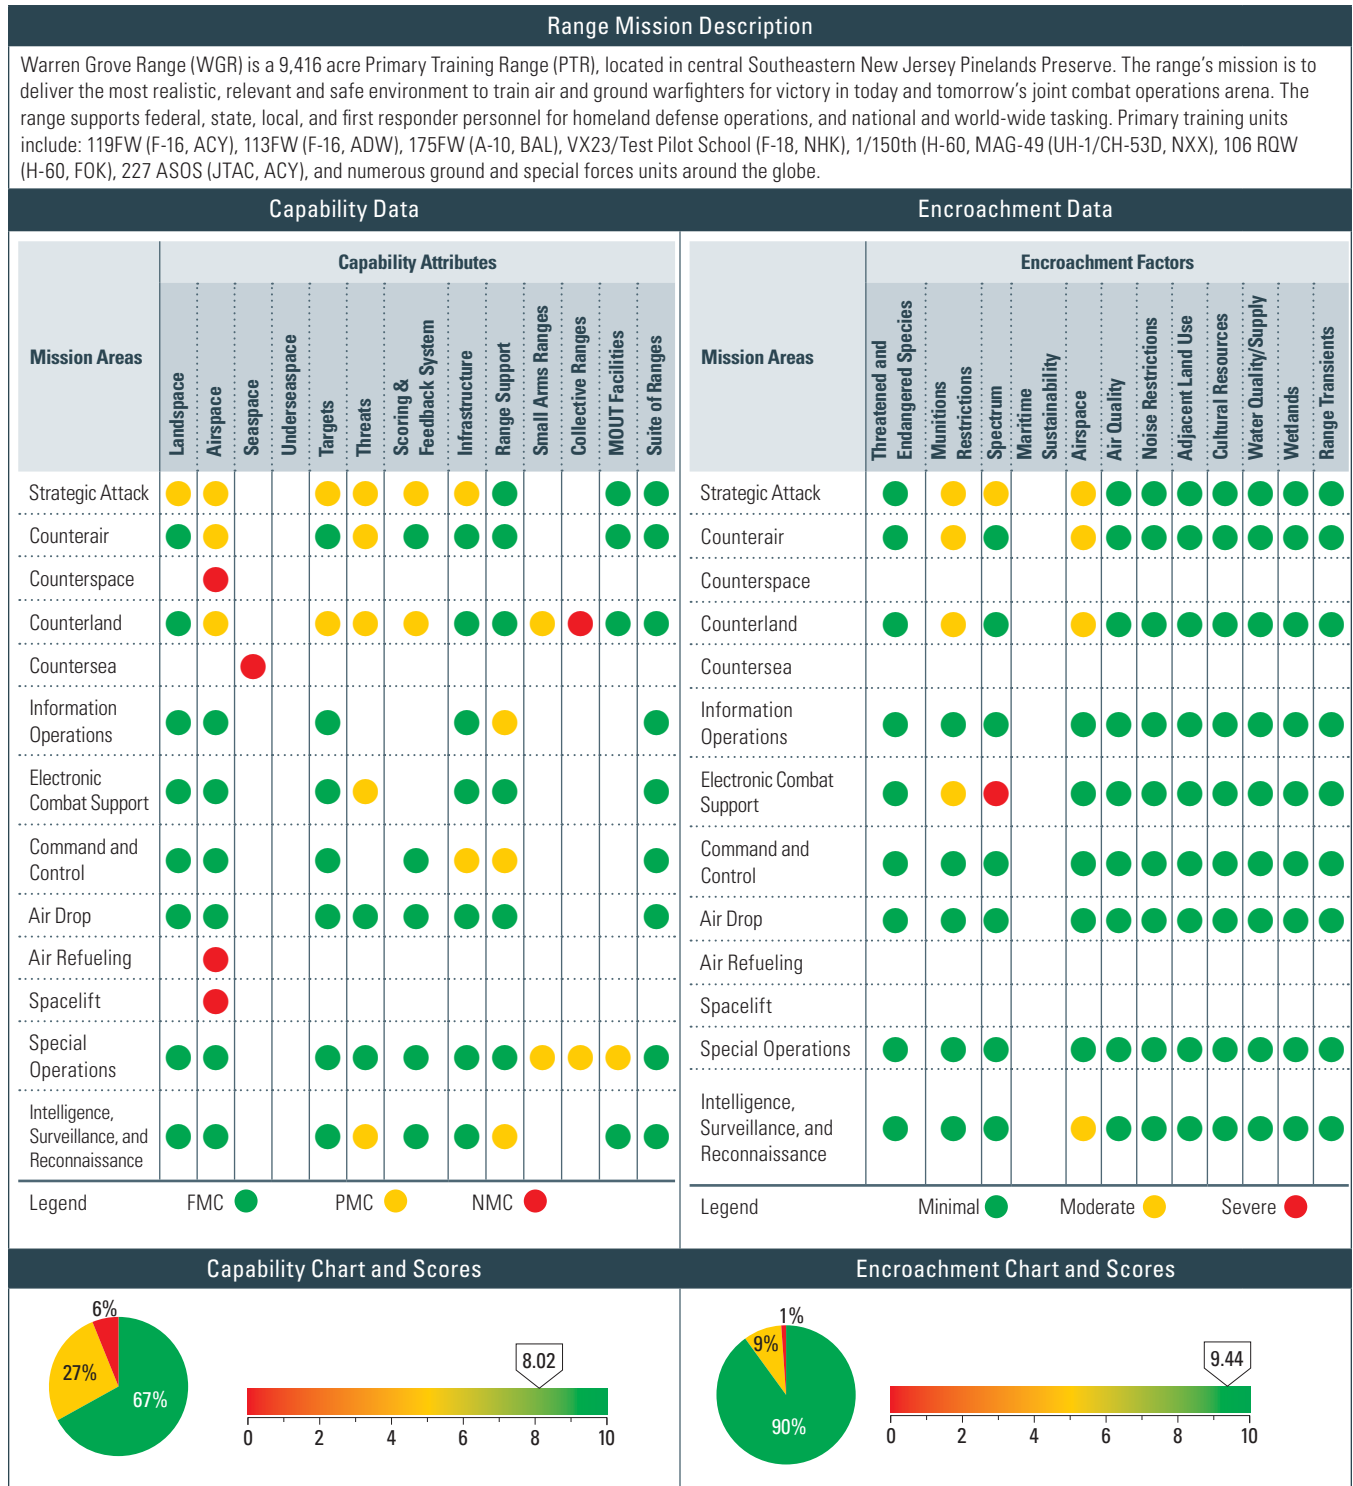 Range Mission Description
Warren Grove Range (WGR) is a 9,416 acre Primary Training Range (PTR), located in central Southeastern New Jersey Pinelands Preserve. The range's mission is to
deliver the most realistic, relevant and safe environment to train air and ground warfighters for victory in today and tomorrow's joint combat operations arena. The
range supports federal, state, local, and first responder personnel for homeland defense operations, and national and world-wide tasking. Primary training units
include: 119FW (F-16, ACY), 113FW (F-16, ADW), 175FW (A-10, BAL), VX23/Test Pilot School (F-18, NHK), 1/150th (H-60, MAG-49 (UH-1/CH-53D, NXX), 106 RQW
(H-60, FOK), 227 ASOS (JTAC, ACY), and numerous ground and special forces units around the globe.
Capability Data
Mission Areas
Capability Attributes
Landspace
Airspace
Seaspace
Underseaspace
Targets
Threats
Scoring &
Feedback System
Infrastructure
Range Support
Small Arms Ranges
Collective Ranges
MOUT Facilities
Suite of Ranges
Strategic Attack
Counterair
Counterspace
Counterland
Countersea
Information
Operations
Electronic
Combat Support
Command and
Control
Air Drop
Air Refueling
Spacelift
Special
Operations
Intelligence,
Surveillance, and
Reconnaissance
Legend
FMC
PMC
NMC
Encroachment Data
Mission Areas
Encroachment Factors
Threatened and
Endangered Species
Munitions
Restrictions
Spectrum
Maritime
Sustainability
Airspace
Air Quality
Noise Restrictions
Adjacent Land Use
Cultural Resources
Water Quality/Supply
Wetlands
Range Transients
Strategic Attack
Counterair
Counterspace
Counterland
Countersea
Information
Operations
Electronic Combat
Support
Command and
Control
Air Drop
Air Refueling
Spacelift
Special Operations
Intelligence,
Surveillance, and
Reconnaissance
Legend
Minimal
Moderate
Severe
Capability Chart and Scores
6%
27%
67%
8.02
0 2 4 6 8 10
Encroachment Chart and Scores
1%
9%
90%
9.44
0 2 4 6 8 10